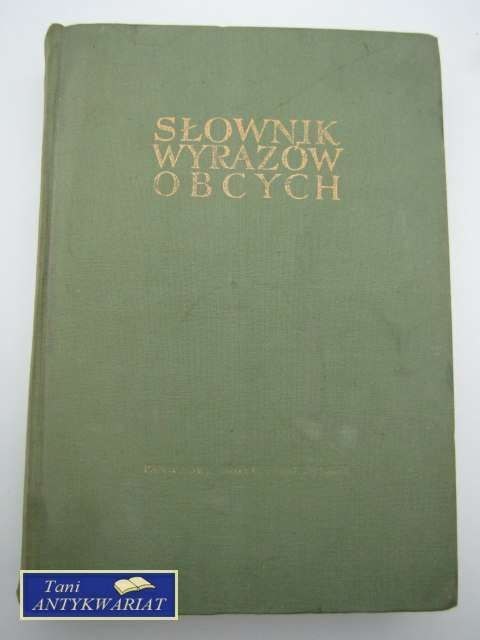 SŁOWNIK
WYRAZÓW
OBCYCH
Tani
ANTYKWARIAT